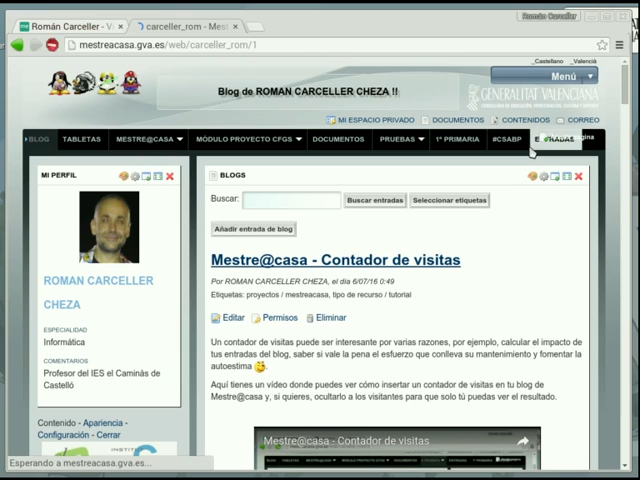 Román Carceller
Román Carceller - V
carceller_rom - Mest
mestreacasa.gva.es/web/carceller_rom/1
_Castellano _Valencià
Menú
Blog de ROMAN CARCELLER CHEZA !!
GENERALITAT VALENCIANA
MI ESPACIO PRIVADO DOCUMENTOS CONTENIDOS CORREO
BLOG TABLETAS MESTRE@CASA MÓDULO PROYECTO CFGS DOCUMENTOS PRUEBAS 1º PRIMARIA #CSABP
MI PERFIL
BLOGS
Buscar: Buscar entradas Seleccionar etiquetas
Añadir entrada de blog
ROMAN CARCELLER
CHEZA
ESPECIALIDAD
Informática
COMENTARIOS
Profesor del IES el Caminàs de
Castelló
Contenido - Apariencia -
Configuración - Cerrar
Mestre@casa - Contador de visitas
Por ROMAN CARCELLER CHEZA, el día 6/07/16 0:49
Etiquetas: proyectos / mestreacasa, tipo de recurso / tutorial
Editar Permisos Eliminar
Un contador de visitas puede ser interesante por varias razones, por ejemplo, calcular el impacto de
tus entradas del blog, saber si vale la pena el esfuerzo que conlleva su mantenimiento y fomentar la
autoestima
Aquí tienes un vídeo donde puedes ver cómo insertar un contador de visitas en tu blog de
Mestre@casa y, si quieres, ocultarlo a los visitantes para que solo tú puedas ver el resultado.
Mestre@casa - Contador de visitas
Esperando a mestreacasa.gva.es...